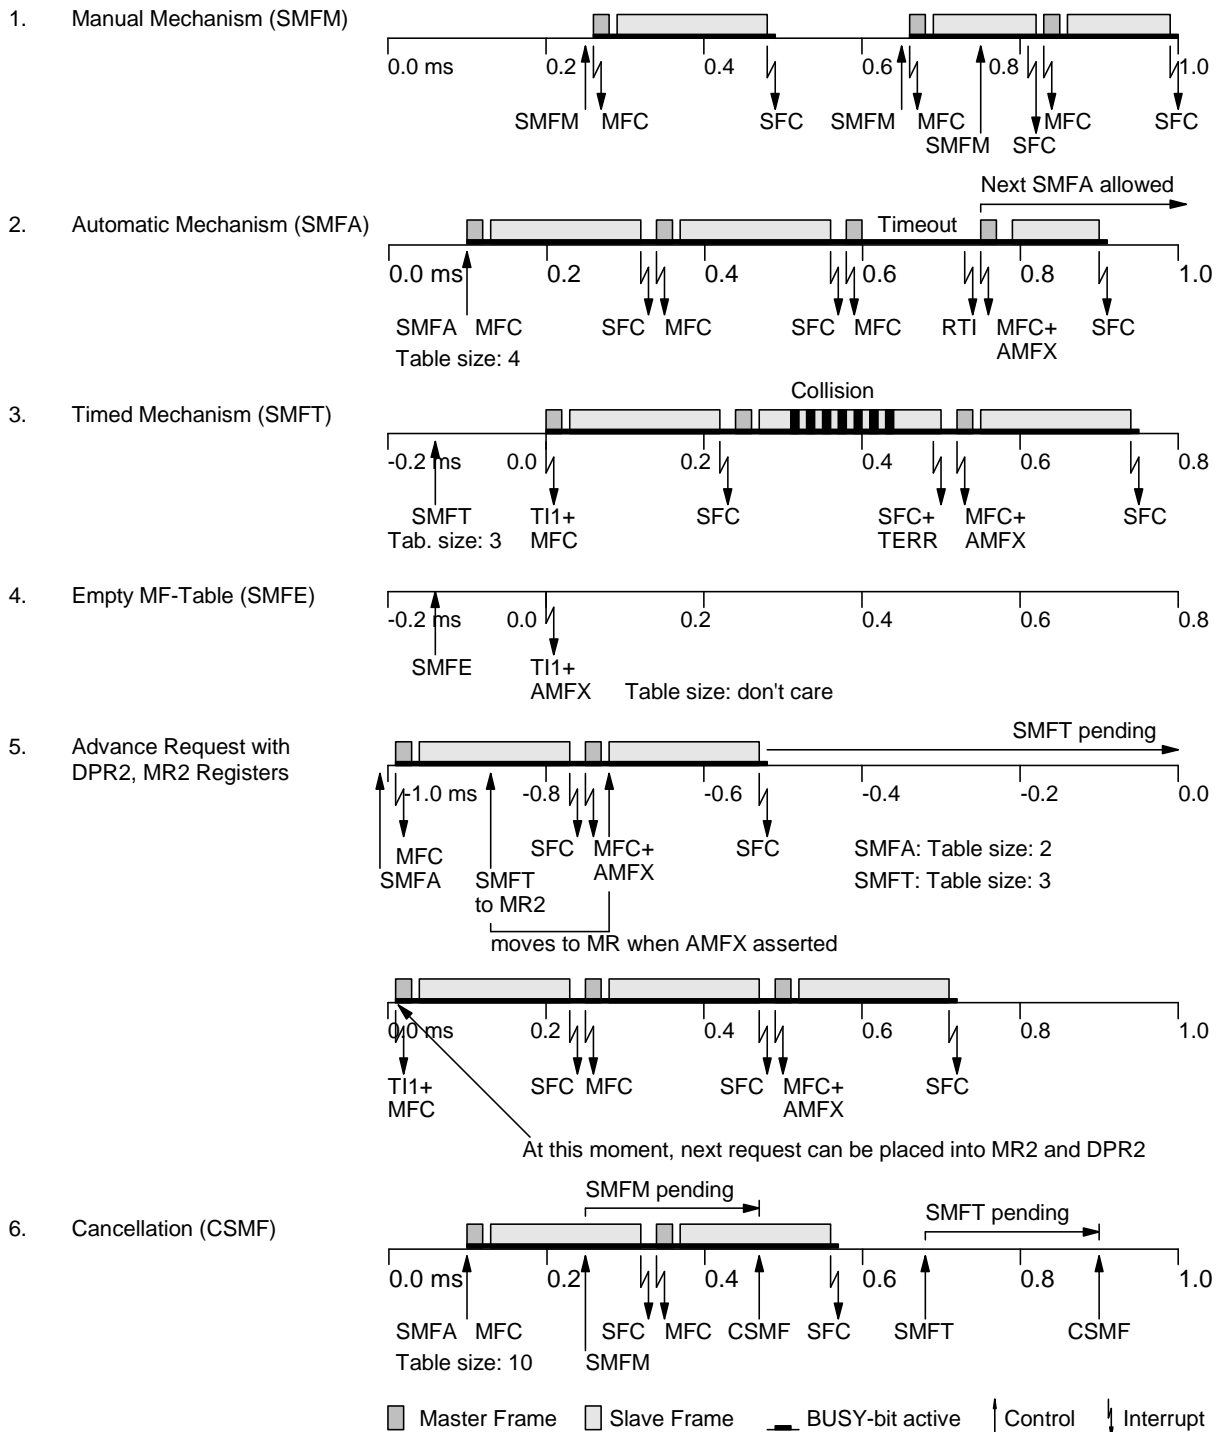 1. Manual Mechanism (SMFM)
0.0 ms 0.2 0.4 0.6 0.8 1.0
SMFM MFC SFC SMFM MFC MFC SFC
SMFM SFC
Next SMFA allowed
2. Automatic Mechanism (SMFA) Timeout
0.0 ms 0.2 0.4 0.6 0.8 1.0
SMFA MFC SFC MFC SFC MFC RTI MFC+ SFC
AMFX
Table size: 4
Collision
3. Timed Mechanism (SMFT)
-0.2 ms 0.0 0.2 0.4 0.6 0.8
SMFT TI1+ SFC SFC+ MFC+ SFC
Tab. size: 3 MFC TERR AMFX
4. Empty MF-Table (SMFE)
-0.2 ms 0.0 0.2 0.4 0.6 0.8
SMFE TI1+
AMFX Table size: don't care
SMFT pending
5. Advance Request with
DPR2, MR2 Registers
-1.0 ms -0.8 -0.6 -0.4 -0.2 0.0
MFC SFC MFC+ SFC SMFA: Table size: 2
AMFX
SMFA SMFT SMFT: Table size: 3
to MR2
moves to MR when AMFX asserted
0.0 ms 0.2 0.4 0.6 0.8 1.0
TI1+ SFC MFC SFC MFC+ SFC
MFC AMFX
At this moment, next request can be placed into MR2 and DPR2
SMFM pending
SMFT pending
6. Cancellation (CSMF)
0.0 ms 0.2 0.4 0.6 0.8 1.0
SMFA MFC SFC MFC CSMF SFC SMFT CSMF
Table size: 10 SMFM
Master Frame Slave Frame BUSY-bit active Control Interrupt